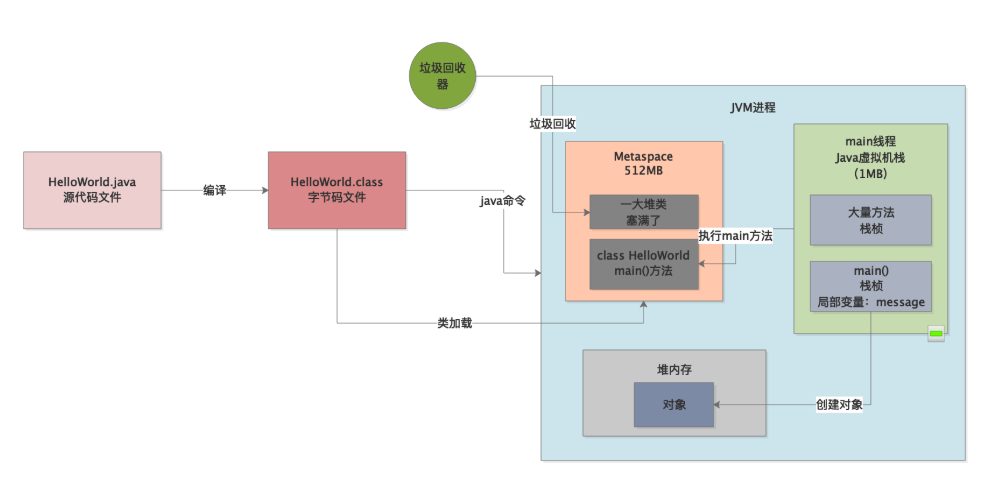 垃圾回收
器
JVM进程
垃圾回收
main线程
Java虚拟机栈
（1MB）
Metaspace
512MB
HelloWorld.java
源代码文件
编译
HelloWorld.class
字节码文件
java命令
一大堆类
塞满了
大量方法
栈桢
执行main方法
class HelloWorld
main()方法
main()
栈桢
局部变量：message
类加载
堆内存
对象
创建对象